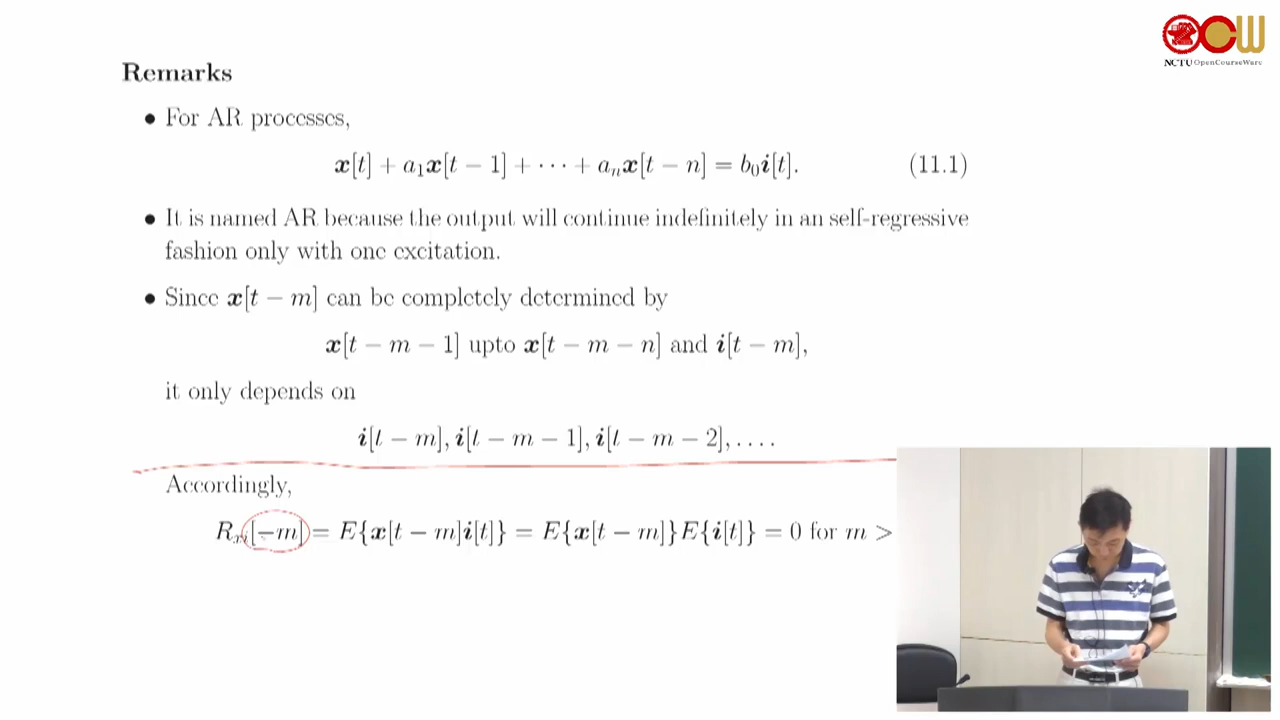 OCW
NCTU OpenCourseWare
Remarks
• For AR processes,
x[t] + a₁x[t − 1] + ⋯ + aₙx[t − n] = b₀i[t]. (11.1)
• It is named AR because the output will continue indefinitely in an self-regressive
fashion only with one excitation.
• Since x[t − m] can be completely determined by
x[t − m − 1] upto x[t − m − n] and i[t − m],
it only depends on
i[t − m], i[t − m − 1], i[t − m − 2], . . . .
Accordingly,
Rₓᵢ[−m] = E{x[t − m]i[t]} = E{x[t − m]}E{i[t]} = 0 for m >